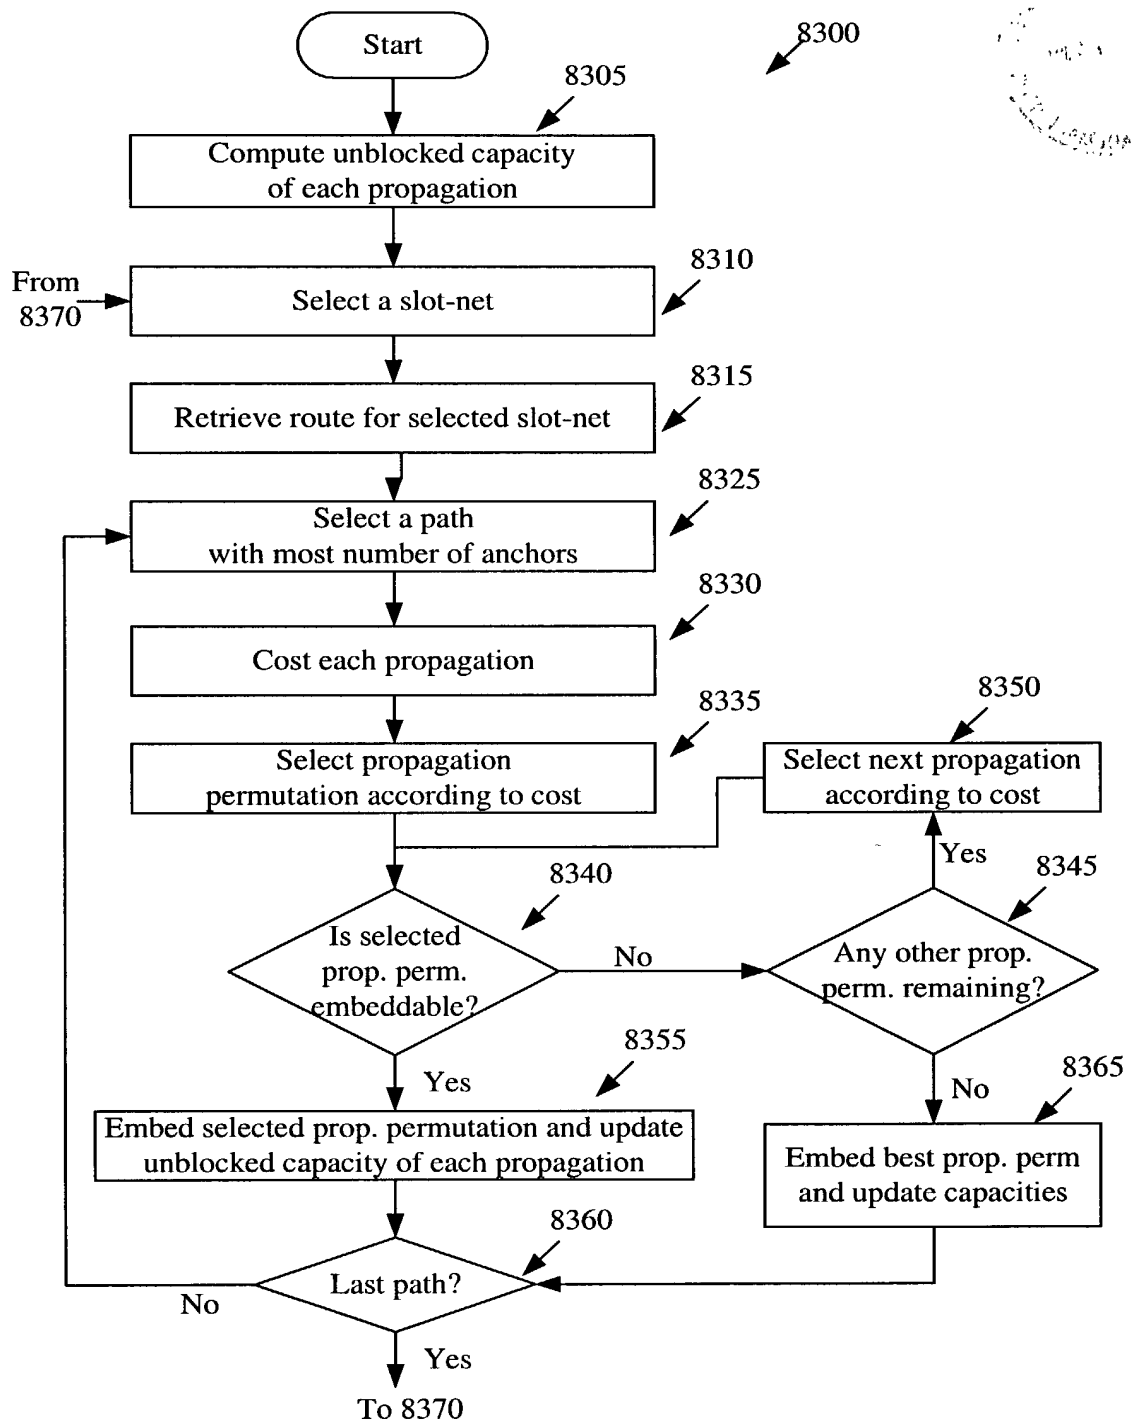 Start
8300
8305
Compute unblocked capacity
of each propagation
From
8370
8310
Select a slot-net
8315
Retrieve route for selected slot-net
8325
Select a path
with most number of anchors
8330
Cost each propagation
8335
Select propagation
permutation according to cost
8350
Select next propagation
according to cost
Yes
8340
Is selected
prop. perm.
embeddable?
No
8345
Any other prop.
perm. remaining?
Yes
8355
Embed selected prop. permutation and update
unblocked capacity of each propagation
No
8365
Embed best prop. perm
and update capacities
8360
Last path?
No
Yes
To 8370